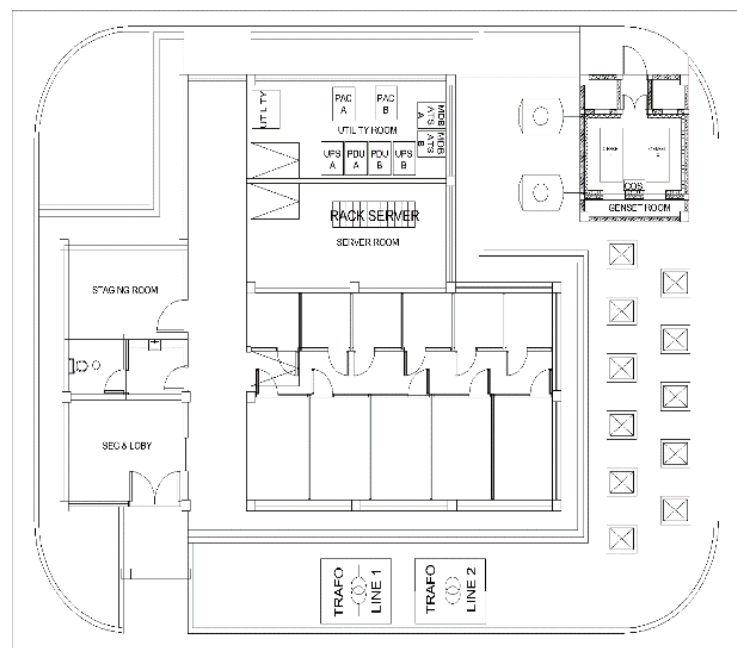 UTILITY
PAC
A
PAC
B
MDB
ATS
A
MDB
ATS
B
UTILITY ROOM
UPS
A
PDU
A
PDU
B
UPS
B
RACK SERVER
SERVER ROOM
COS
GENSET ROOM
STAGING ROOM
SEC & LOBY
TRAFO
LINE 1
TRAFO
LINE 2